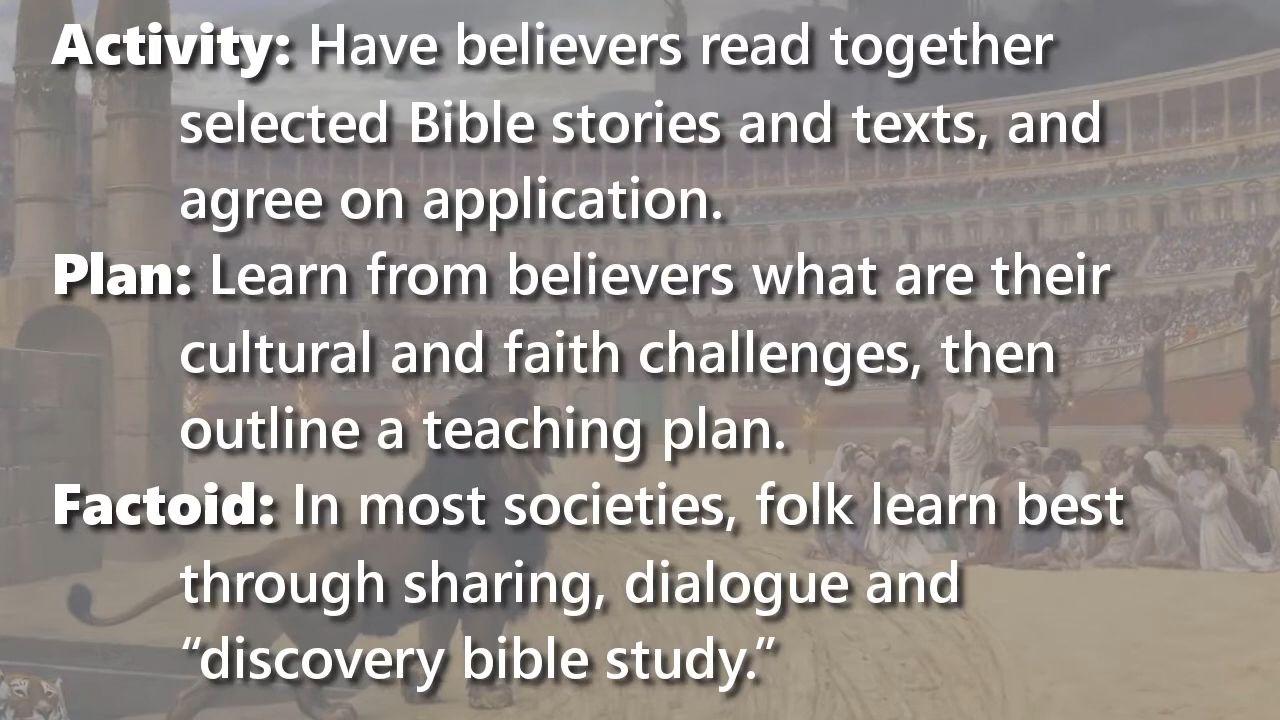 Activity: Have believers read together
selected Bible stories and texts, and
agree on application.
Plan: Learn from believers what are their
cultural and faith challenges, then
outline a teaching plan.
Factoid: In most societies, folk learn best
through sharing, dialogue and
“discovery bible study.”